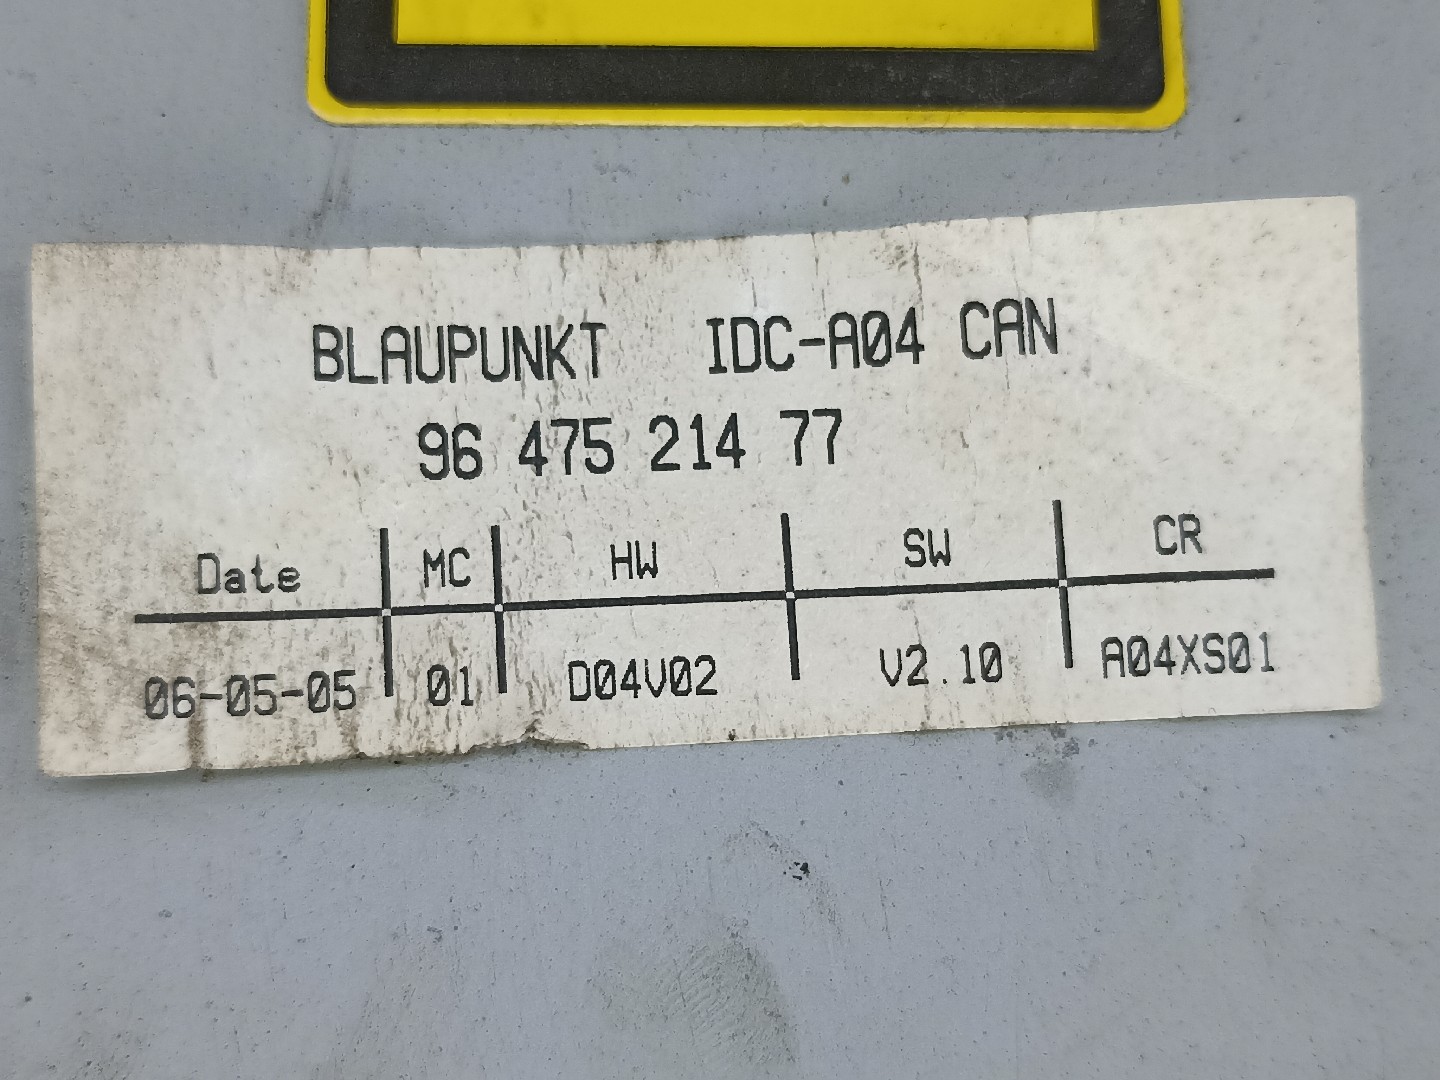 BLAUPUNKT IDC-A04 CAN
96 475 214 77
Date MC HW SW CR
06-05-05 01 D04V02 V2.10 A04XS01